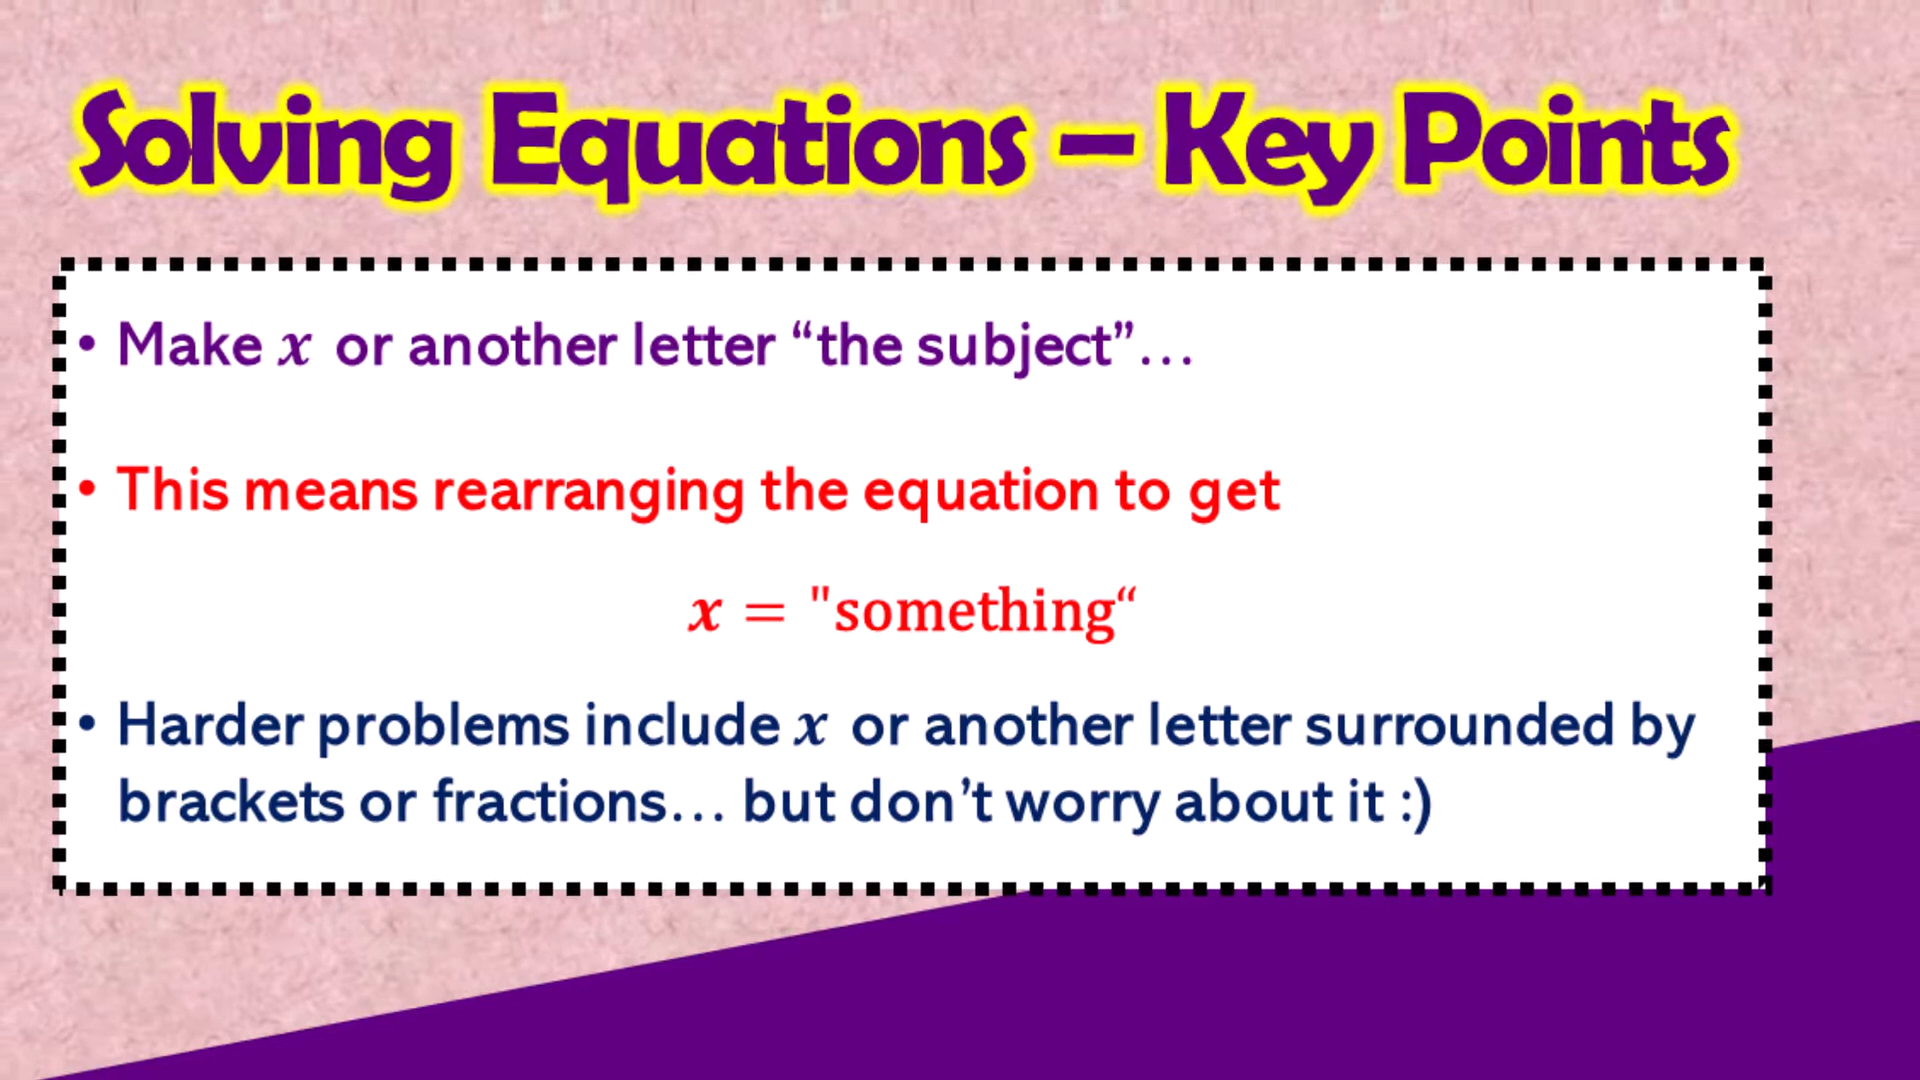 Solving Equations – Key Points
• Make x or another letter “the subject”…
• This means rearranging the equation to get
x = "something“
• Harder problems include x or another letter surrounded by
brackets or fractions… but don’t worry about it :)